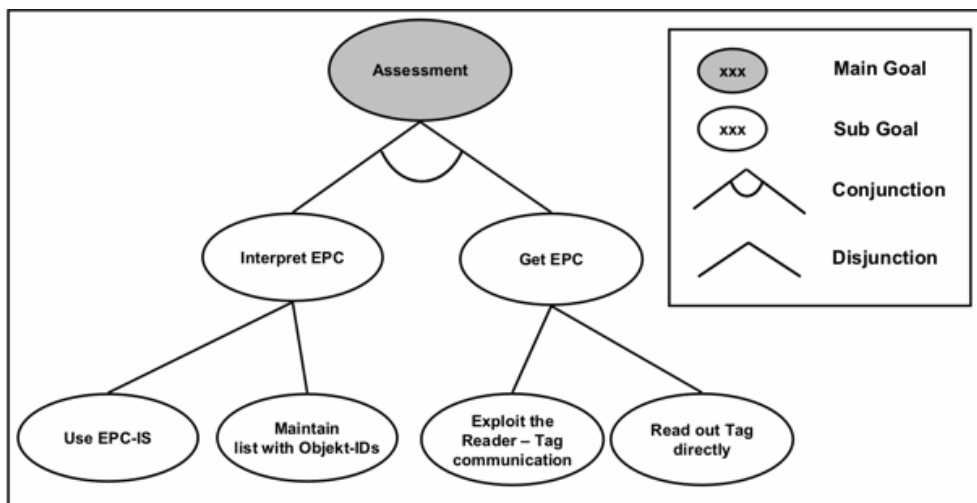 Assessment
Interpret EPC
Get EPC
Use EPC-IS
Maintain
list with Objekt-IDs
Exploit the
Reader – Tag
communication
Read out Tag
directly
xxx
Main Goal
xxx
Sub Goal
Conjunction
Disjunction